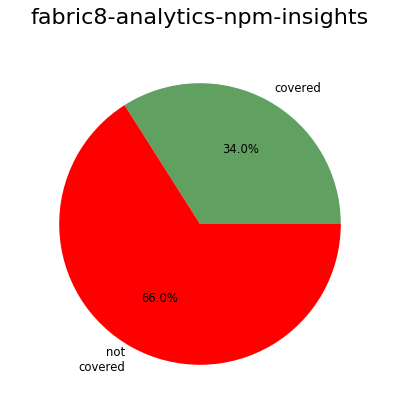 fabric8-analytics-npm-insights
covered
34.0%
66.0%
not
covered